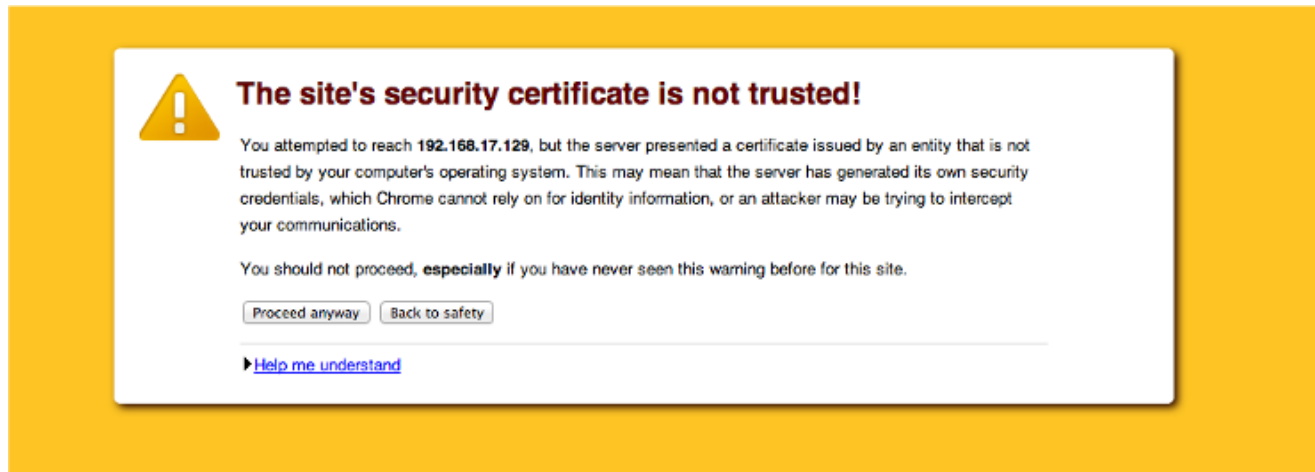 The site's security certificate is not trusted!
You attempted to reach 192.168.17.129, but the server presented a certificate issued by an entity that is not
trusted by your computer's operating system. This may mean that the server has generated its own security
credentials, which Chrome cannot rely on for identity information, or an attacker may be trying to intercept
your communications.
You should not proceed, especially if you have never seen this warning before for this site.
Proceed anyway Back to safety
Help me understand